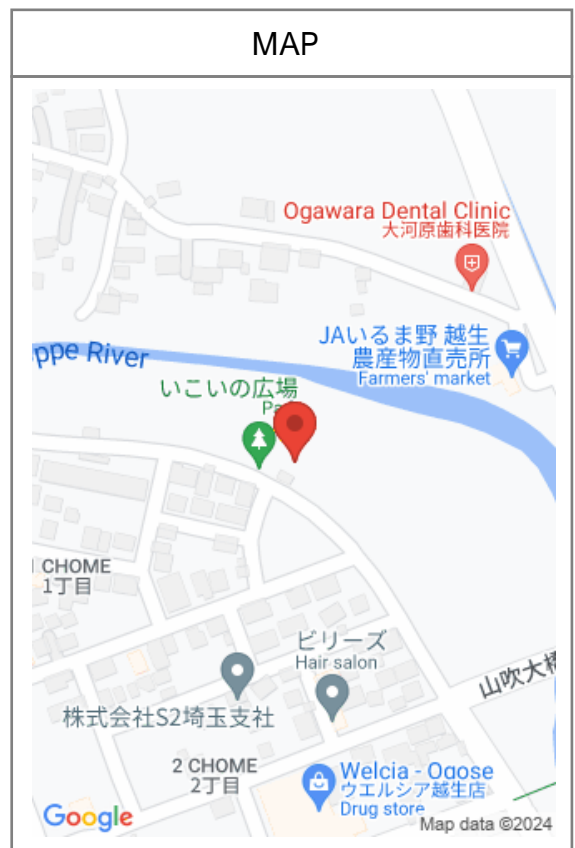 MAP
Ogawara Dental Clinic
大河原歯科医院
JAいるま野 越生
農産物直売所
Farmers' market
ppe River
いこいの広場
1 CHOME
1丁目
ビリーズ
Hair salon
山吹大橋
株式会社S2埼玉支社
2 CHOME
2丁目
Welcia - Ogose
ウエルシア越生店
Drug store
Google
Map data ©2024